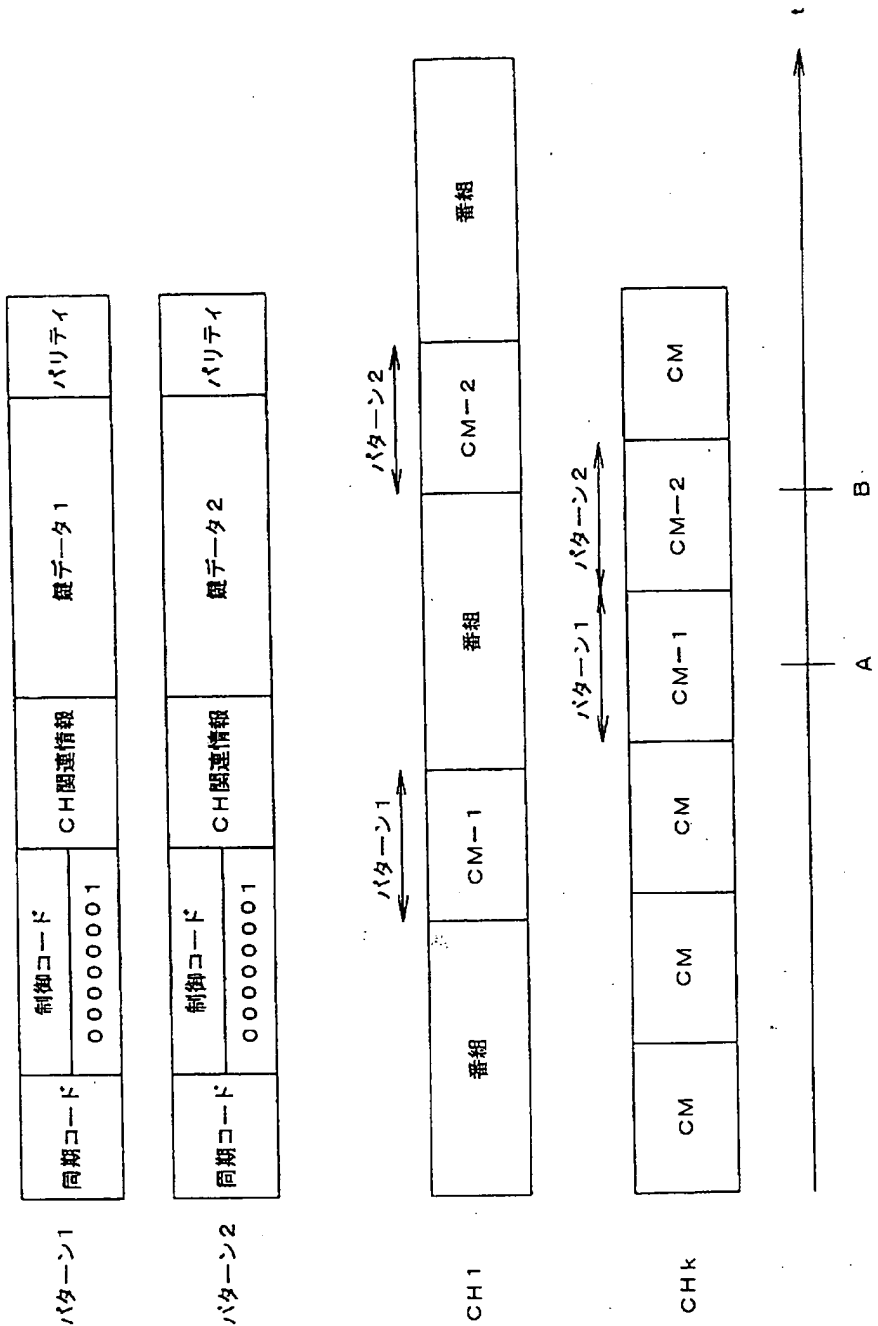 パターン1
同期コード
制御コード
00000001
CH関連情報
鍵データ1
パリティ
パターン2
同期コード
制御コード
00000001
CH関連情報
鍵データ2
パリティ
パターン1
パターン2
CH1
番組
CM-1
番組
CM-2
番組
パターン1
パターン2
CHk
CM
CM
CM
CM-1
CM-2
CM
A
B
t